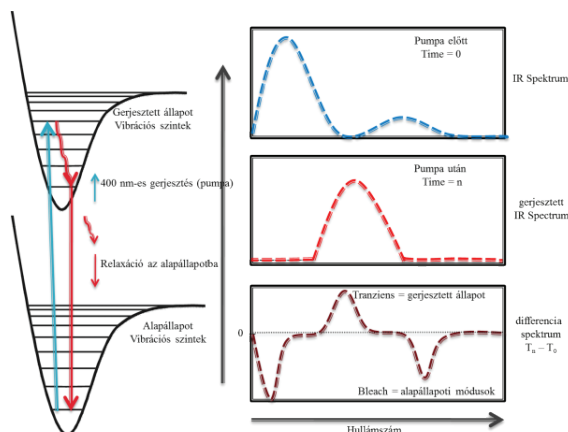 Gerjesztett állapot
Vibrációs szintek
400 nm-es gerjesztés (pumpa)
Relaxáció az alapállapotba
Alapállapot
Vibrációs szintek
Pumpa előtt
Time = 0
IR Spektrum
Pumpa után
Time = n
gerjesztett
IR Spectrum
Tranziens = gerjesztett állapot
0
Bleach = alapállapoti módusok
differencia
spektrum
Tn – T0
Hullámszám